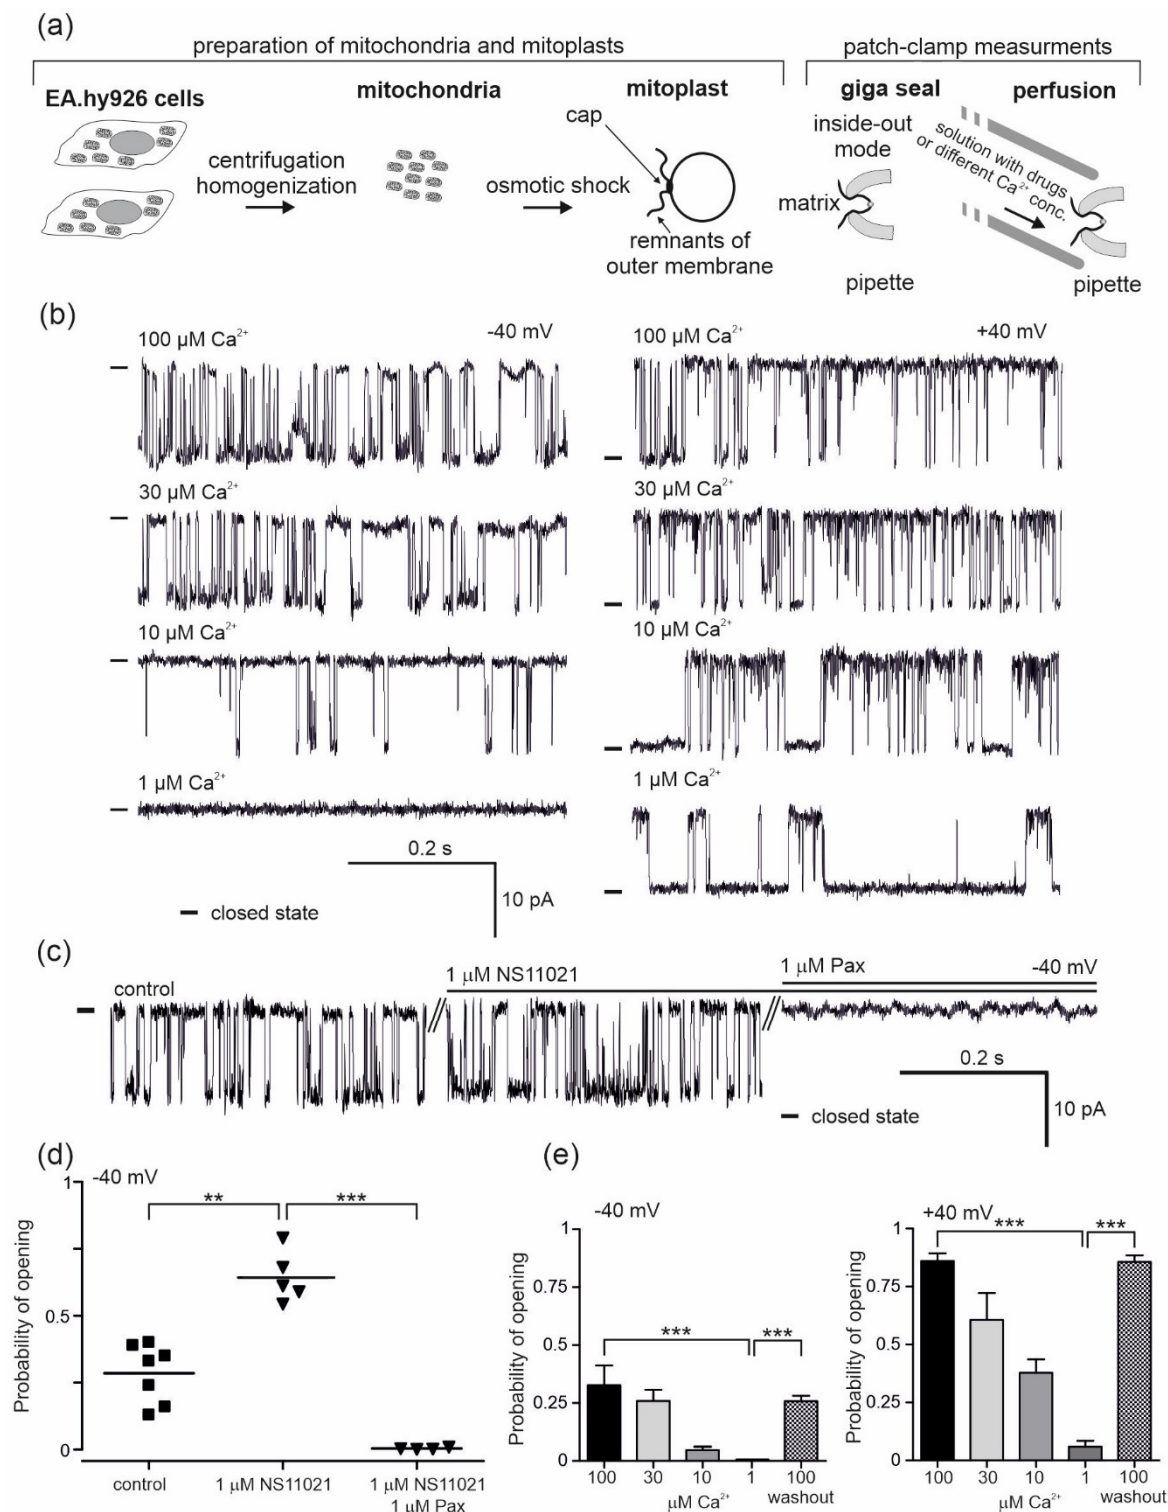 (a)
preparation of mitochondria and mitoplasts
patch-clamp measurments
EA.hy926 cells
mitochondria
mitoplast
giga seal
perfusion
cap
inside-out
mode
solution with drugs
or different Ca²⁺
conc.
centrifugation
homogenization
osmotic shock
matrix
remnants of
outer membrane
pipette
pipette
(b)
100 µM Ca²⁺
-40 mV
30 µM Ca²⁺
10 µM Ca²⁺
1 µM Ca²⁺
0.2 s
10 pA
closed state
100 µM Ca²⁺
+40 mV
30 µM Ca²⁺
10 µM Ca²⁺
1 µM Ca²⁺
(c)
control
1 µM NS11021
1 µM Pax
-40 mV
0.2 s
10 pA
closed state
(d)
-40 mV
Probability of opening
1
0.5
0
**
***
control
1 µM NS11021
1 µM NS11021
1 µM Pax
(e)
-40 mV
Probability of opening
1
0.75
0.5
0.25
0
***
***
100
30
10
1
100
µM Ca²⁺
washout
+40 mV
Probability of opening
1
0.75
0.5
0.25
0
***
***
100
30
10
1
100
µM Ca²⁺
washout